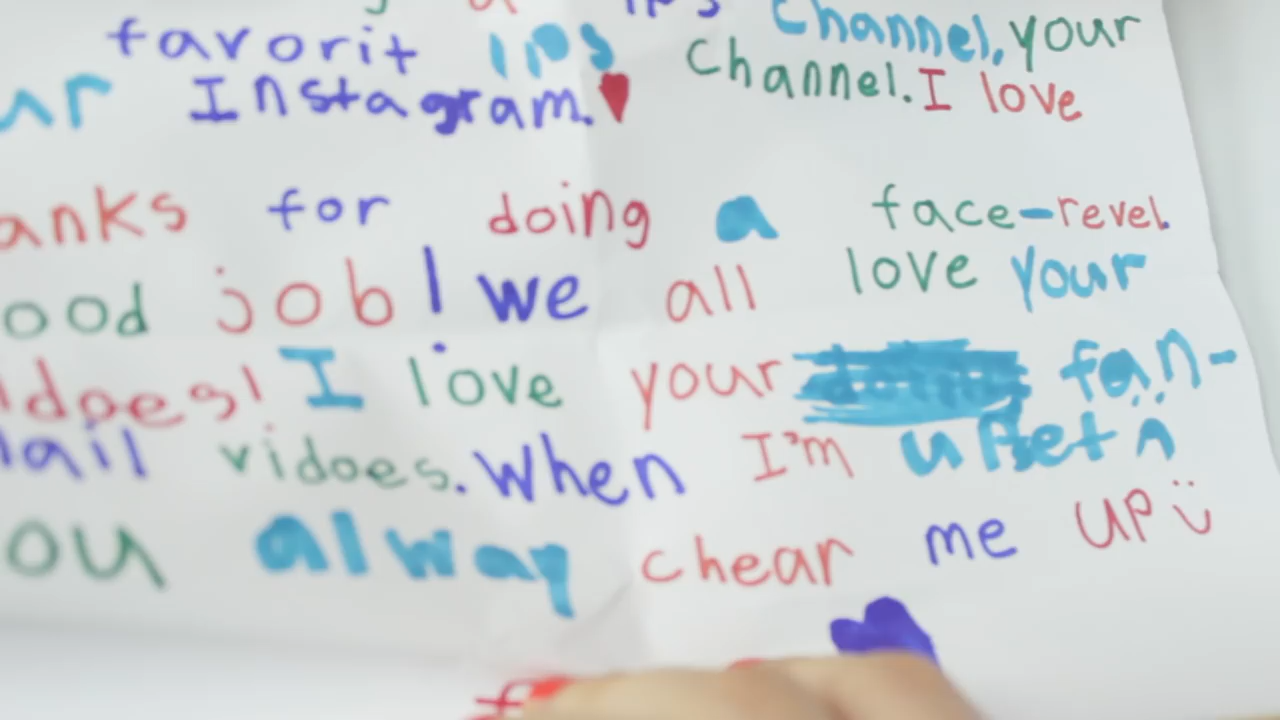 favorit ips channel, your
ur Instagram.♥ channel. I love
anks for doing a face-revel.
ood job! we all love your
idoes! I love your fan-
ail vidoes. When I'm upset
ou alway chear me up